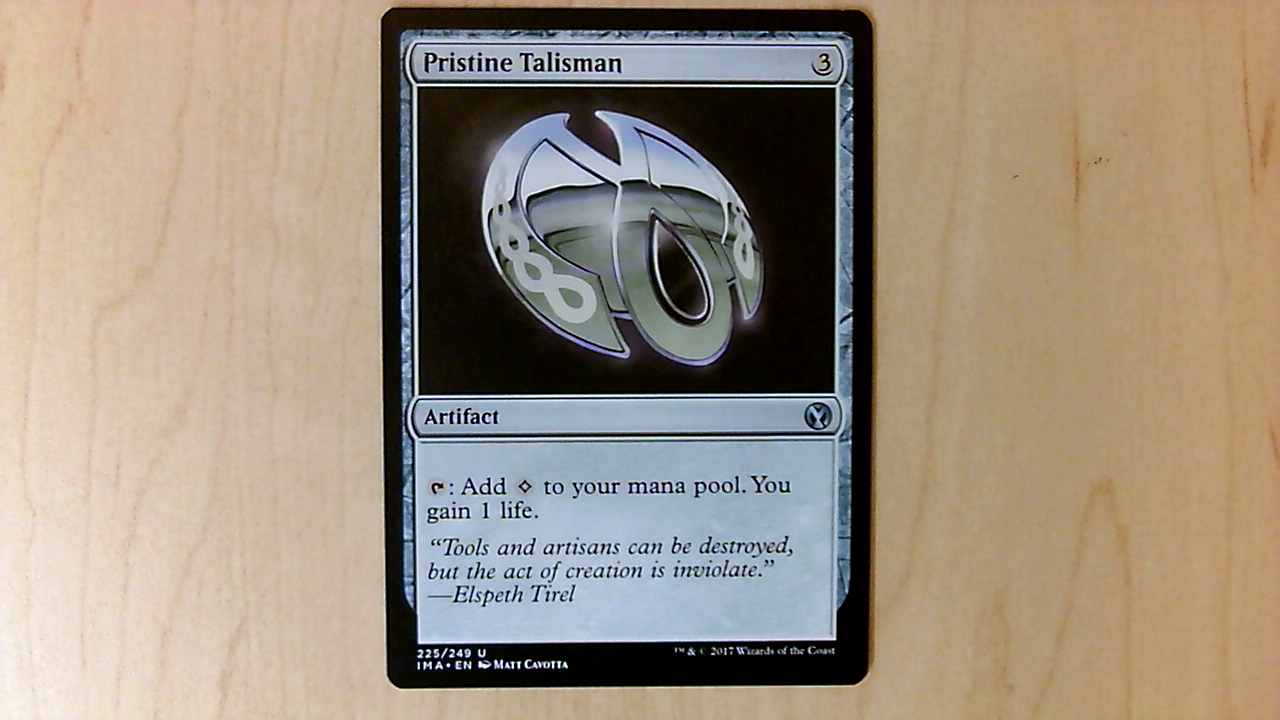 Pristine Talisman 3
Artifact
: Add to your mana pool. You
gain 1 life.
“Tools and artisans can be destroyed,
but the act of creation is inviolate.”
—Elspeth Tirel
225/249 U
IMA • EN Matt Cavotta
™ & © 2017 Wizards of the Coast